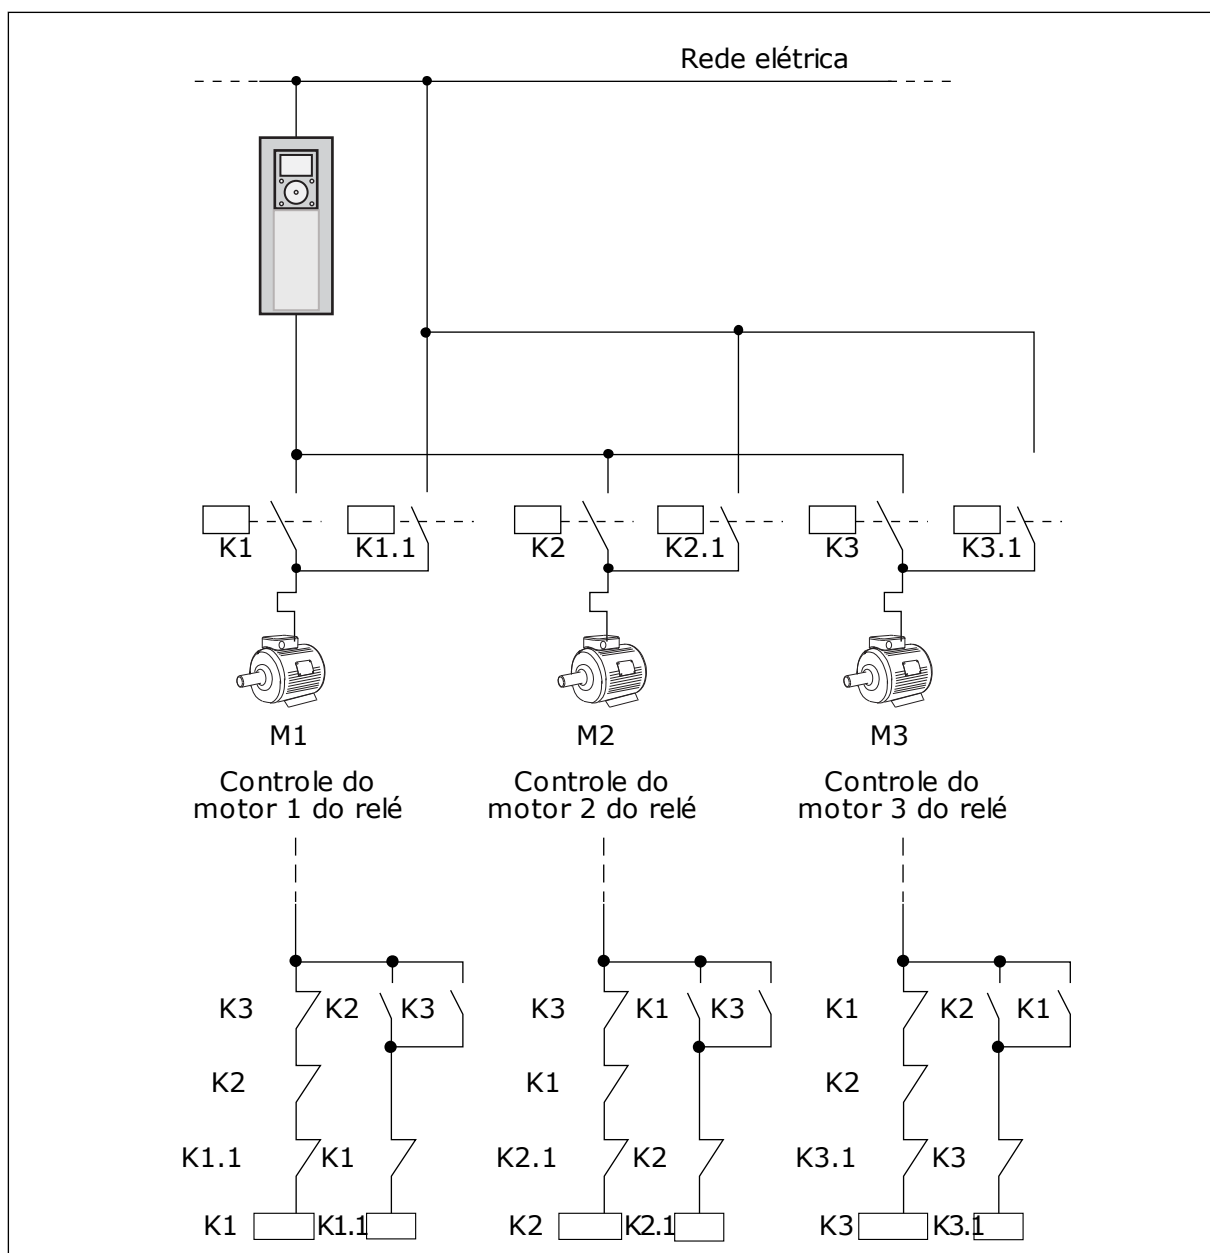 Rede elétrica
K1 K1.1 K2 K2.1 K3 K3.1
M1 M2 M3
Controle do
motor 1 do relé
Controle do
motor 2 do relé
Controle do
motor 3 do relé
K3 K2 K3 K3 K1 K3 K1 K2 K1
K2 K1 K2
K1.1 K1 K2.1 K2 K3.1 K3
K1 K1.1 K2 K2.1 K3 K3.1